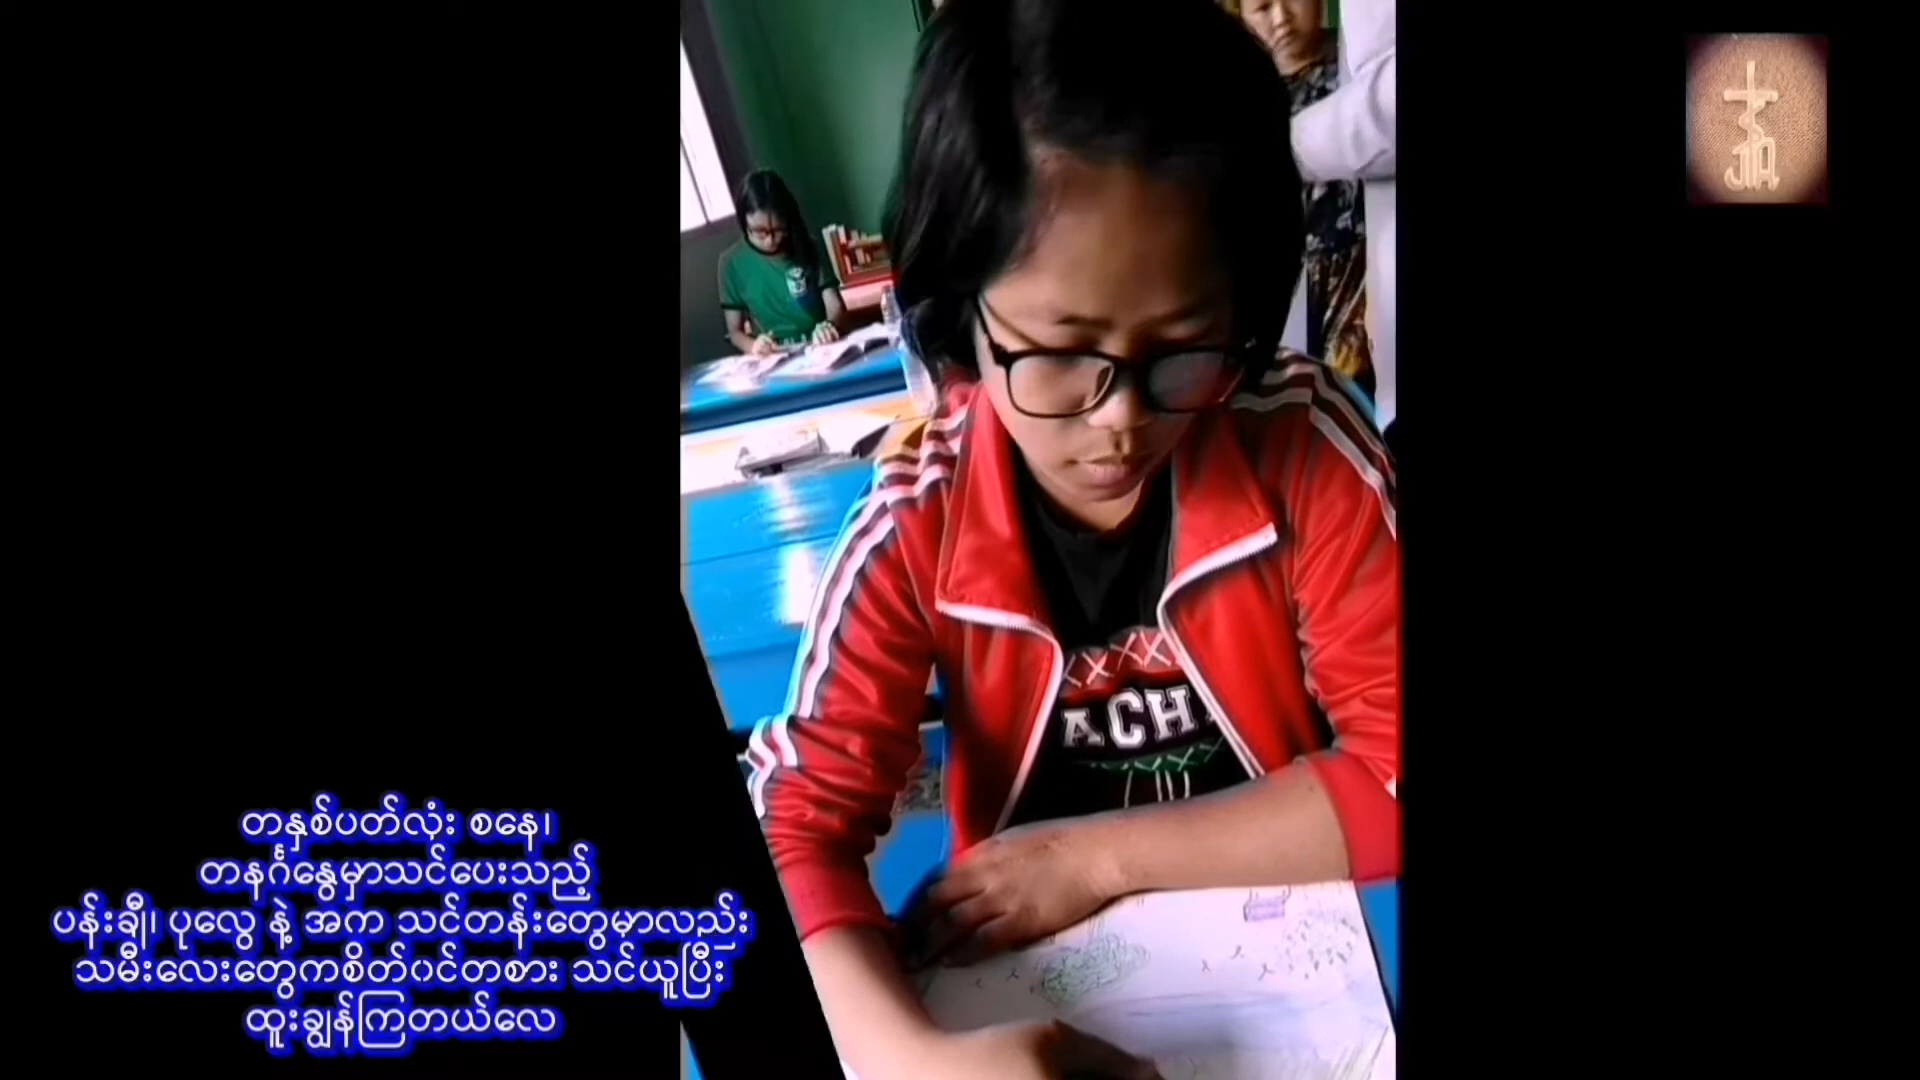 တနှစ်ပတ်လုံး စနေ၊
တနင်္ဂနွေမှာသင်ပေးသည့်
ပန်းချီ၊ ပုလွေ နဲ့ အက သင်တန်းတွေမှာလည်း
သမီးလေးတွေကစိတ်ဝင်တစား သင်ယူပြီး
ထူးချွန်ကြတယ်လေ
ACH